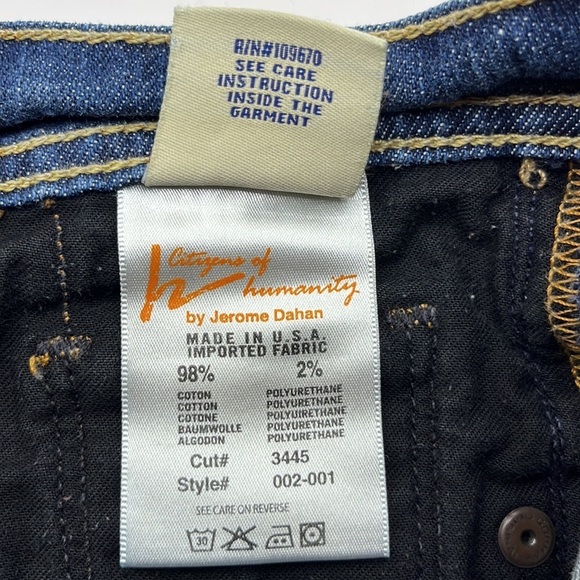 R/N#109670
SEE CARE
INSTRUCTION
INSIDE THE
GARMENT
Citizens of
humanity
by Jerome Dahan
MADE IN U.S.A.
IMPORTED FABRIC
98% 2%
COTON POLYURETHANE
COTTON POLYURETHANE
COTONE POLYUIRETHANE
BAUMWOLLE POLYURETHANE
ALGODON POLYURETHANE
Cut# 3445
Style# 002-001
SEE CARE ON REVERSE
30